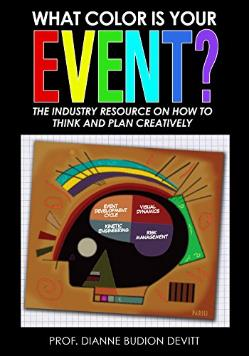 WHAT COLOR IS YOUR
EVENT?
THE INDUSTRY RESOURCE ON HOW TO
THINK AND PLAN CREATIVELY
EVENT
DEVELOPMENT
CYCLE
VISUAL
DYNAMICS
KINETIC
ENGINEERING
RISK
MANAGEMENT
PROF. DIANNE BUDION DEVITT